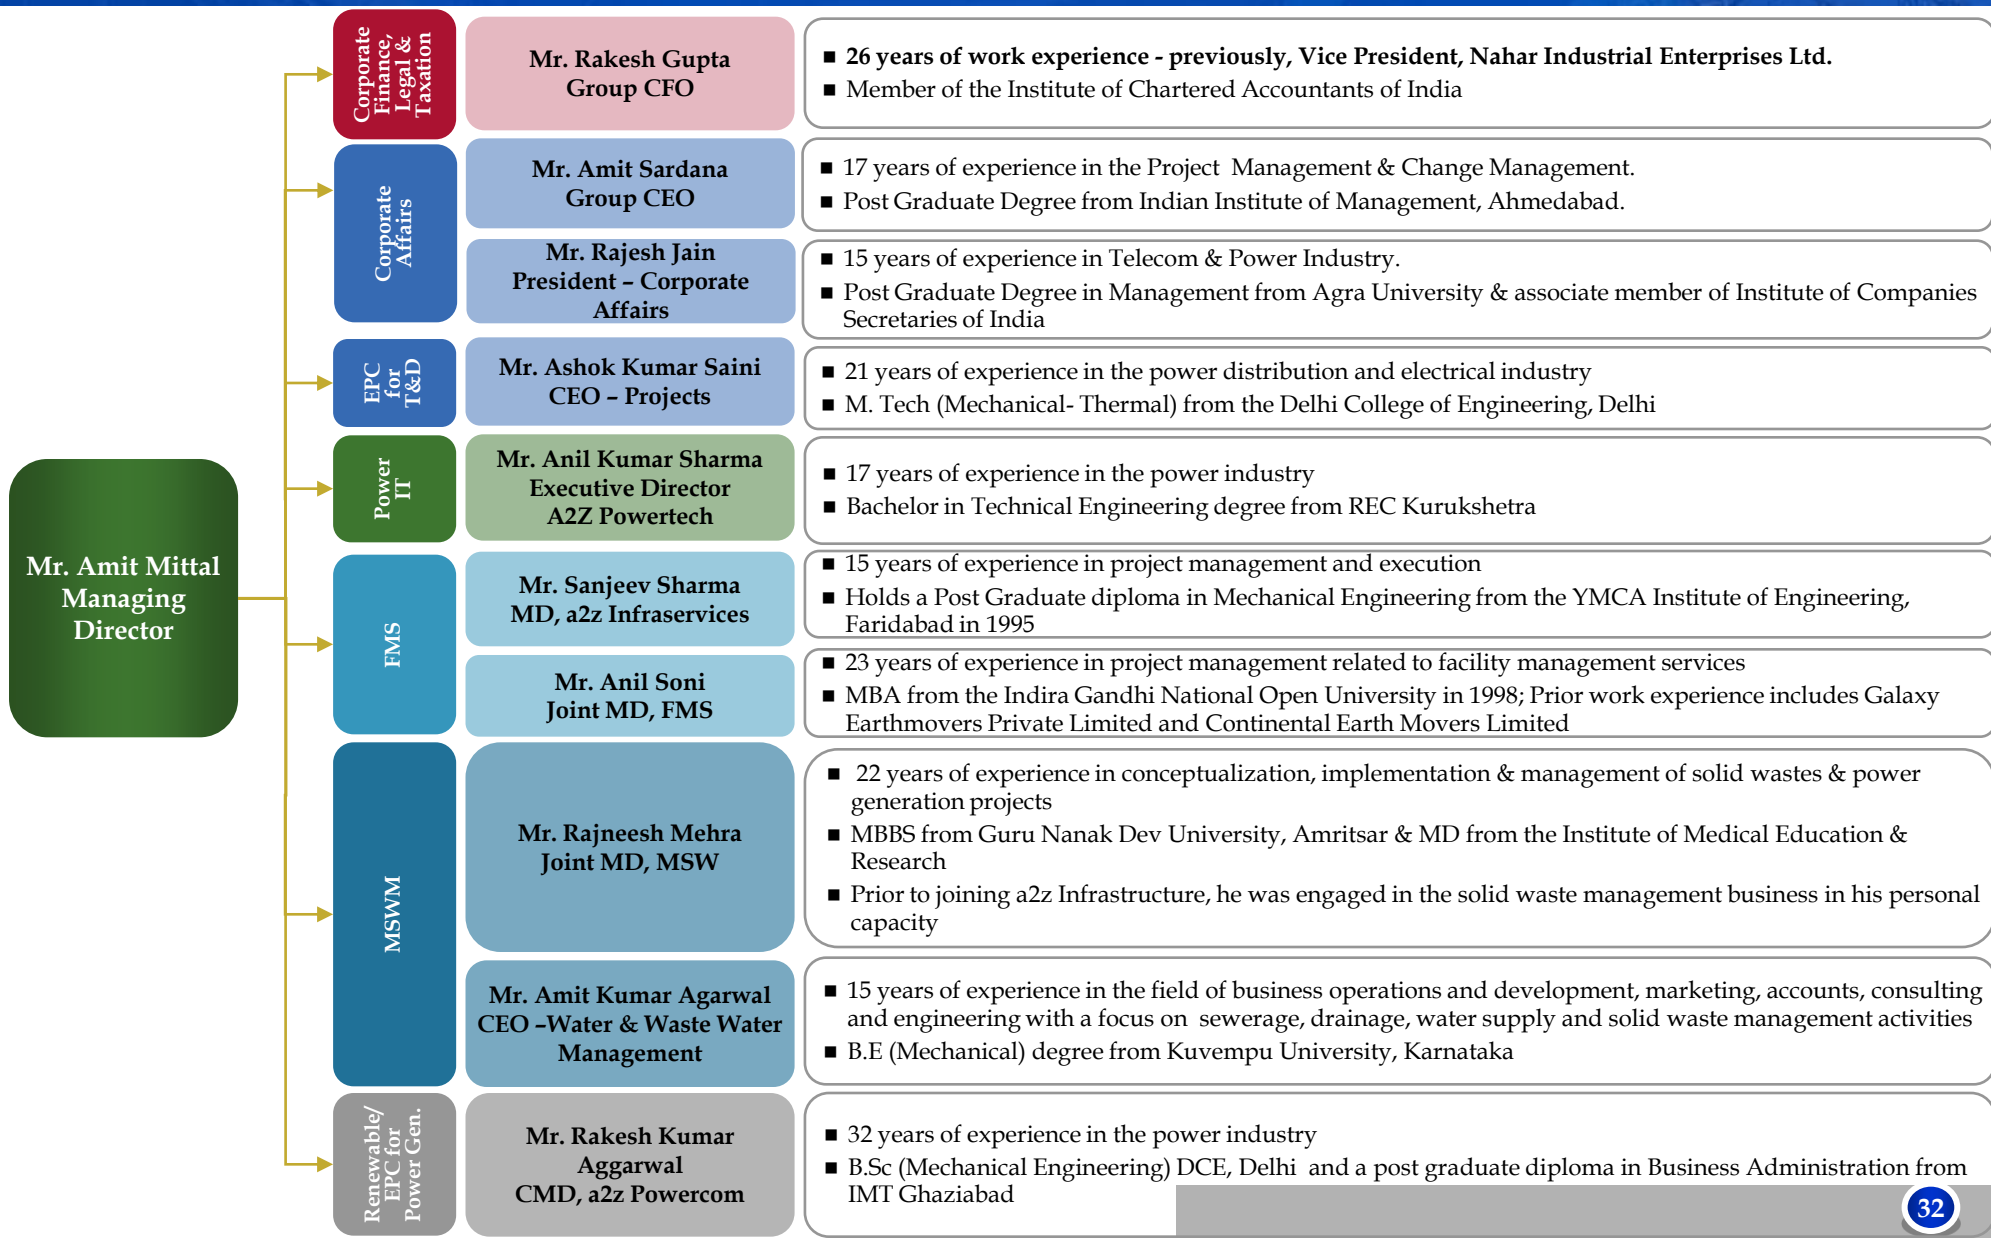 Mr. Amit Mittal
Managing
Director
Corporate
Finance,
Legal &
Taxation
Mr. Rakesh Gupta
Group CFO
■ 26 years of work experience - previously, Vice President, Nahar Industrial Enterprises Ltd.
■ Member of the Institute of Chartered Accountants of India
Corporate
Affairs
Mr. Amit Sardana
Group CEO
■ 17 years of experience in the Project Management & Change Management.
■ Post Graduate Degree from Indian Institute of Management, Ahmedabad.
Mr. Rajesh Jain
President – Corporate
Affairs
■ 15 years of experience in Telecom & Power Industry.
■ Post Graduate Degree in Management from Agra University & associate member of Institute of Companies
Secretaries of India
EPC
for
T&D
Mr. Ashok Kumar Saini
CEO – Projects
■ 21 years of experience in the power distribution and electrical industry
■ M. Tech (Mechanical- Thermal) from the Delhi College of Engineering, Delhi
Power
IT
Mr. Anil Kumar Sharma
Executive Director
A2Z Powertech
■ 17 years of experience in the power industry
■ Bachelor in Technical Engineering degree from REC Kurukshetra
FMS
Mr. Sanjeev Sharma
MD, a2z Infraservices
■ 15 years of experience in project management and execution
■ Holds a Post Graduate diploma in Mechanical Engineering from the YMCA Institute of Engineering,
Faridabad in 1995
Mr. Anil Soni
Joint MD, FMS
■ 23 years of experience in project management related to facility management services
■ MBA from the Indira Gandhi National Open University in 1998; Prior work experience includes Galaxy
Earthmovers Private Limited and Continental Earth Movers Limited
MSWM
Mr. Rajneesh Mehra
Joint MD, MSW
■ 22 years of experience in conceptualization, implementation & management of solid wastes & power
generation projects
■ MBBS from Guru Nanak Dev University, Amritsar & MD from the Institute of Medical Education &
Research
■ Prior to joining a2z Infrastructure, he was engaged in the solid waste management business in his personal
capacity
Mr. Amit Kumar Agarwal
CEO –Water & Waste Water
Management
■ 15 years of experience in the field of business operations and development, marketing, accounts, consulting
and engineering with a focus on sewerage, drainage, water supply and solid waste management activities
■ B.E (Mechanical) degree from Kuvempu University, Karnataka
Renewable/
EPC for
Power Gen.
Mr. Rakesh Kumar
Aggarwal
CMD, a2z Powercom
■ 32 years of experience in the power industry
■ B.Sc (Mechanical Engineering) DCE, Delhi and a post graduate diploma in Business Administration from
IMT Ghaziabad
32